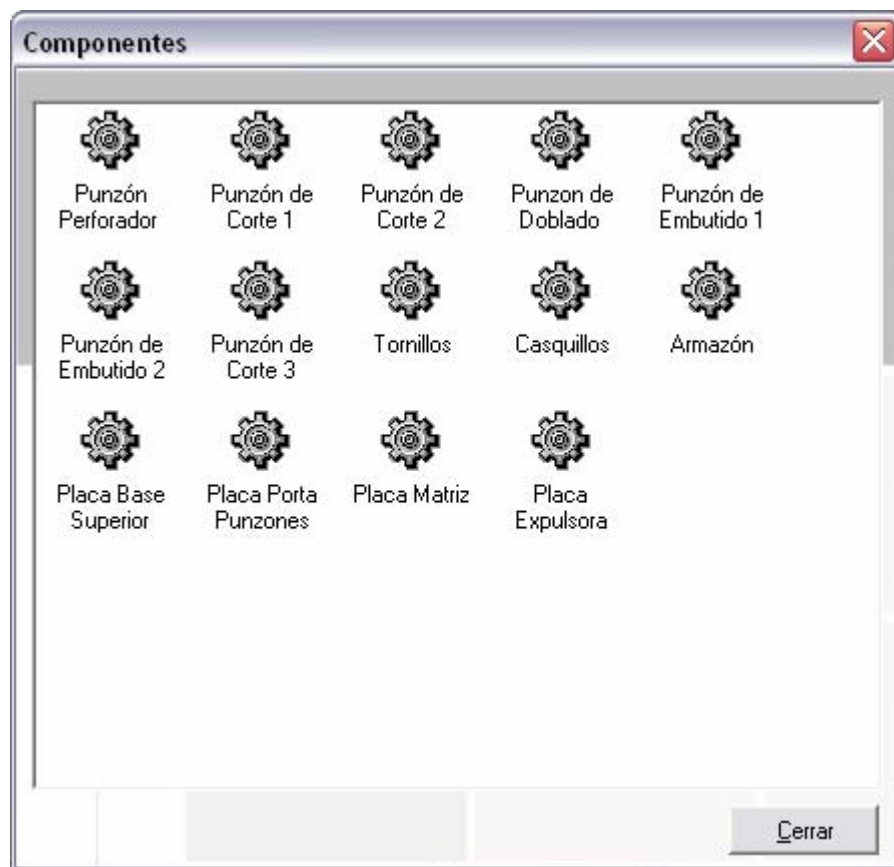 Componentes
Punzón
Perforador
Punzón de
Corte 1
Punzón de
Corte 2
Punzon de
Doblado
Punzón de
Embutido 1
Punzón de
Embutido 2
Punzón de
Corte 3
Tornillos
Casquillos
Armazón
Placa Base
Superior
Placa Porta
Punzones
Placa Matriz
Placa
Expulsora
Cerrar